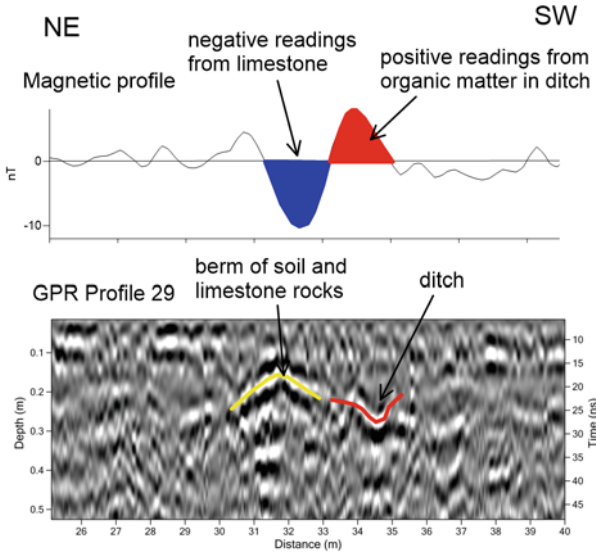 NE
SW
negative readings
from limestone
positive readings from
organic matter in ditch
Magnetic profile
0
nT
-10
berm of soil and
limestone rocks
ditch
GPR Profile 29
0.1
0.2
0.3
0.4
0.5
Depth (m)
10
15
20
25
30
35
40
45
Time (ns)
26 27 28 29 30 31 32 33 34 35 36 37 38 39 40
Distance (m)